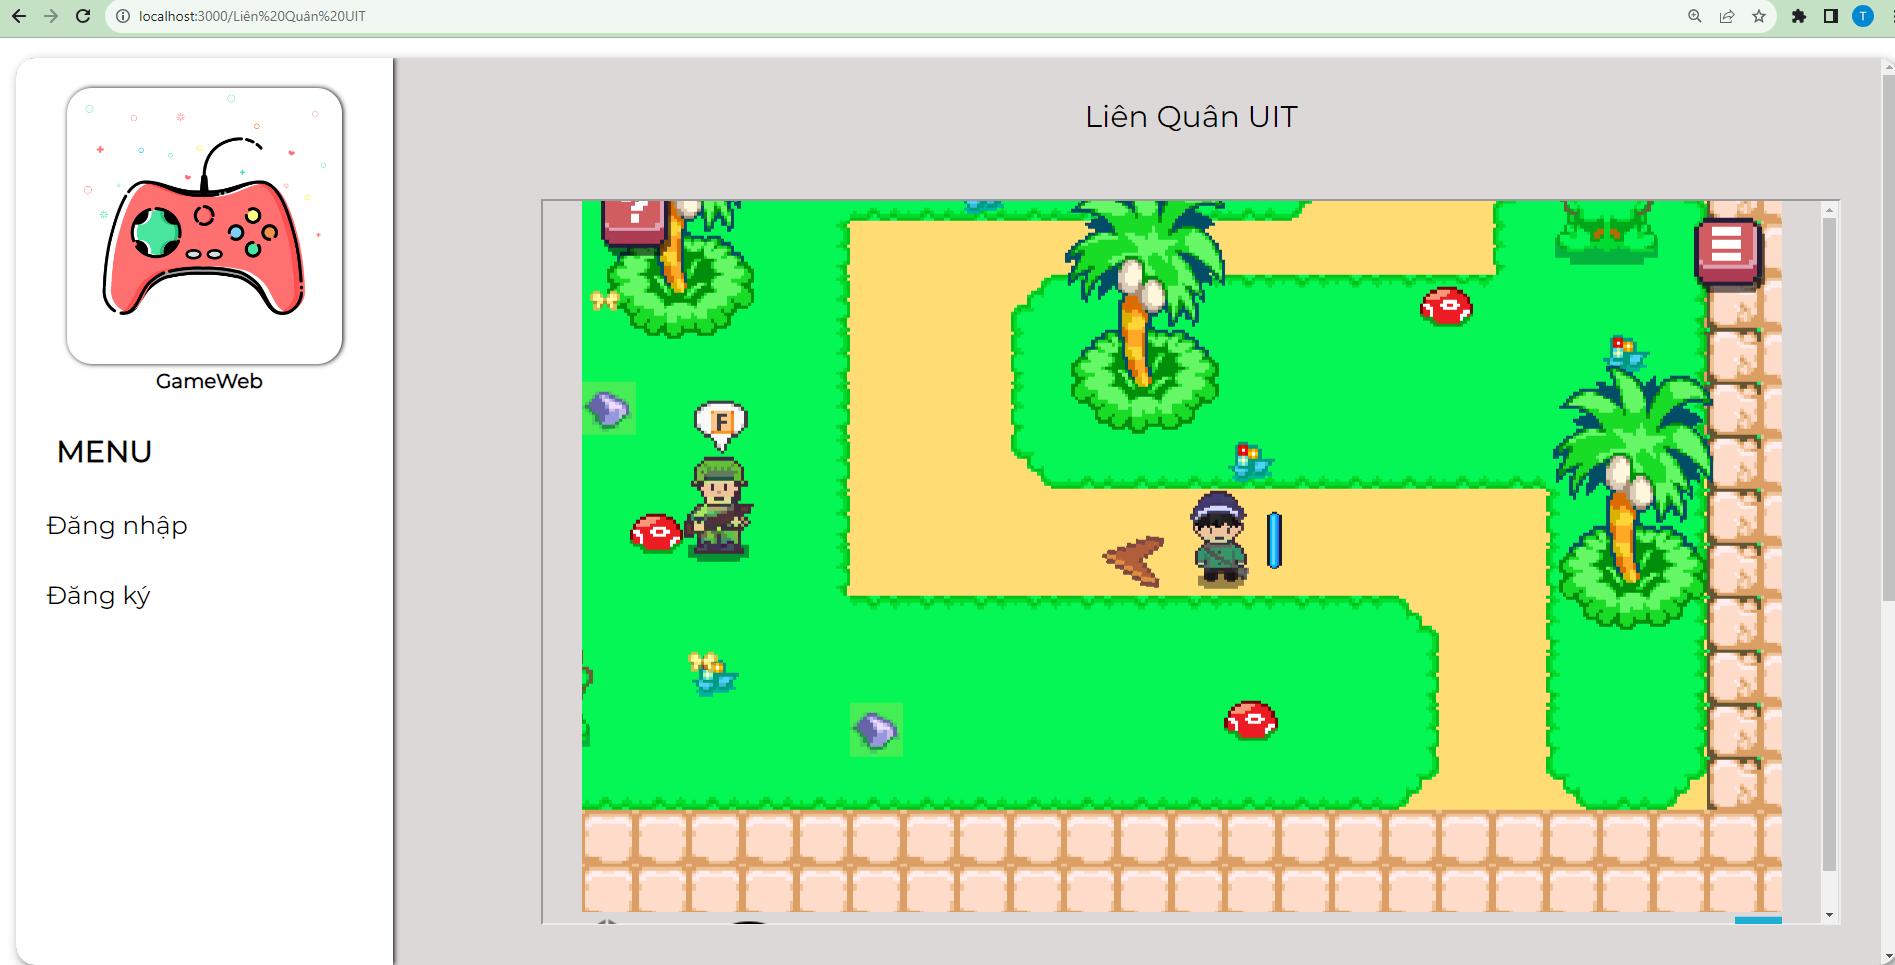 localhost:3000/Liên%20Quân%20UIT
T
GameWeb
MENU
Đăng nhập
Đăng ký
Liên Quân UIT
?
F